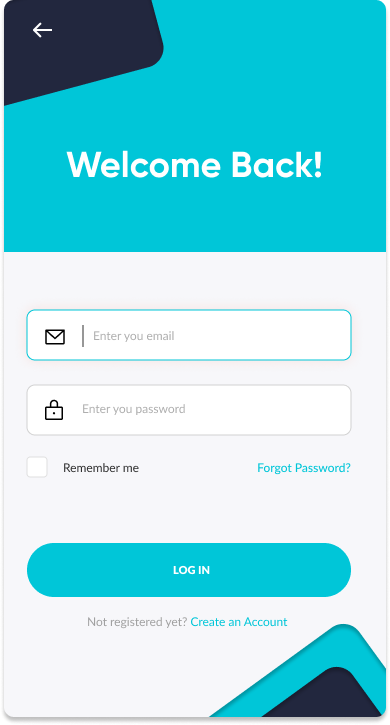 Welcome Back!
Enter you email
Enter you password
Remember me
Forgot Password?
LOG IN
Not registered yet? Create an Account